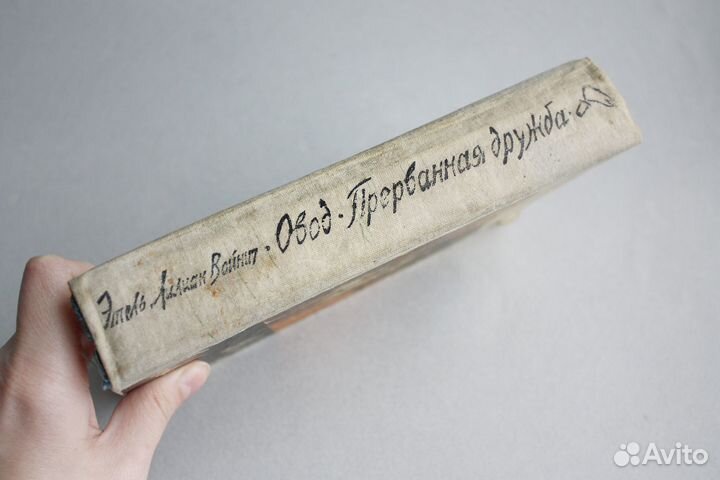 Этель Лилиан Войнич · Овод · Прерванная дружба ·
Avito